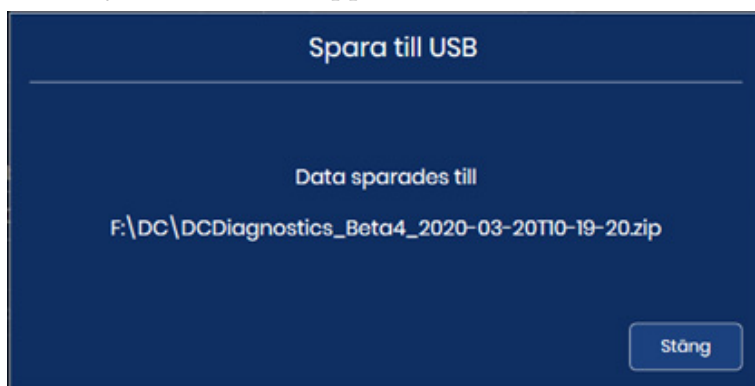 Spara till USB
Data sparades till
F:\DC\DCDiagnostics_Beta4_2020-03-20T10-19-20.zip
Stäng